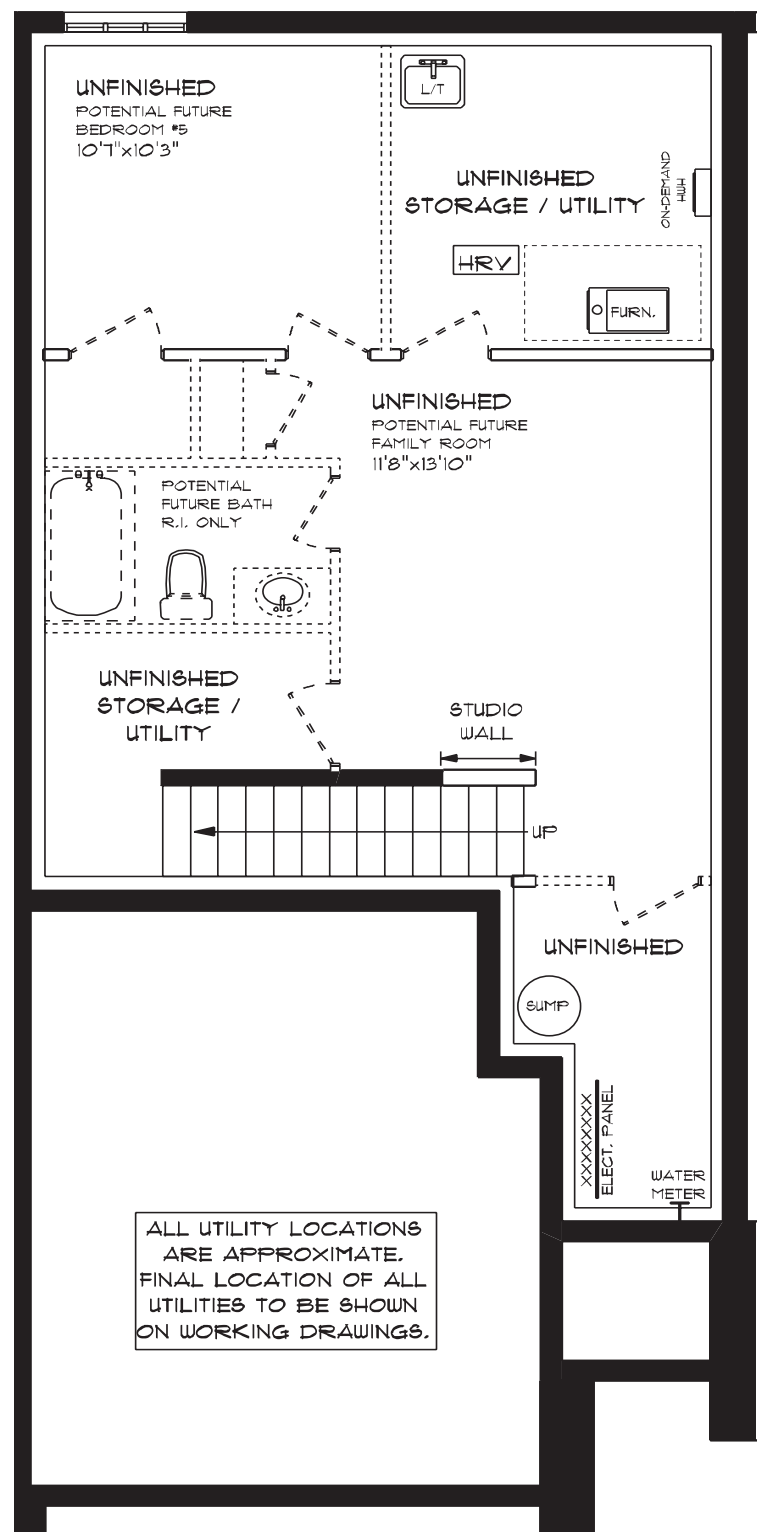 UNFINISHED
POTENTIAL FUTURE
BEDROOM #5
10'7"x10'3"
L/T
UNFINISHED
STORAGE / UTILITY
ON-DEMAND
HWH
HRV
FURN.
UNFINISHED
POTENTIAL FUTURE
FAMILY ROOM
11'8"x13'10"
POTENTIAL
FUTURE BATH
R.I. ONLY
UNFINISHED
STORAGE /
UTILITY
STUDIO
WALL
UP
UNFINISHED
SUMP
XXXXXXXX
ELECT. PANEL
WATER
METER
ALL UTILITY LOCATIONS
ARE APPROXIMATE.
FINAL LOCATION OF ALL
UTILITIES TO BE SHOWN
ON WORKING DRAWINGS.